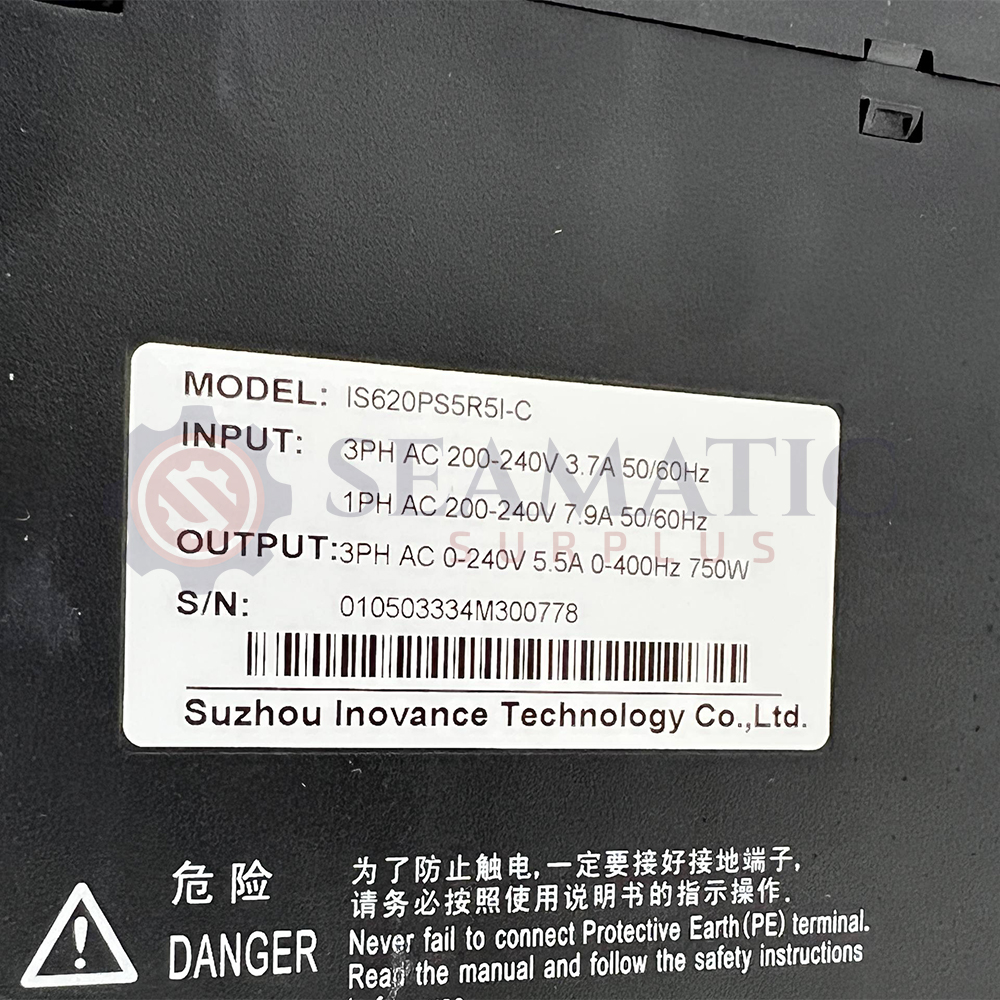 MODEL: IS620PS5R5I-C
INPUT: 3PH AC 200-240V 3.7A 50/60Hz
1PH AC 200-240V 7.9A 50/60Hz
OUTPUT: 3PH AC 0-240V 5.5A 0-400Hz 750W
S/N: 010503334M300778
Suzhou Inovance Technology Co.,Ltd.
SEAMATIC
SURPLUS
危险
DANGER
为了防止触电,一定要接好接地端子,
请务必按照使用说明书的指示操作.
Never fail to connect Protective Earth(PE) terminal.
Read the manual and follow the safety instructions